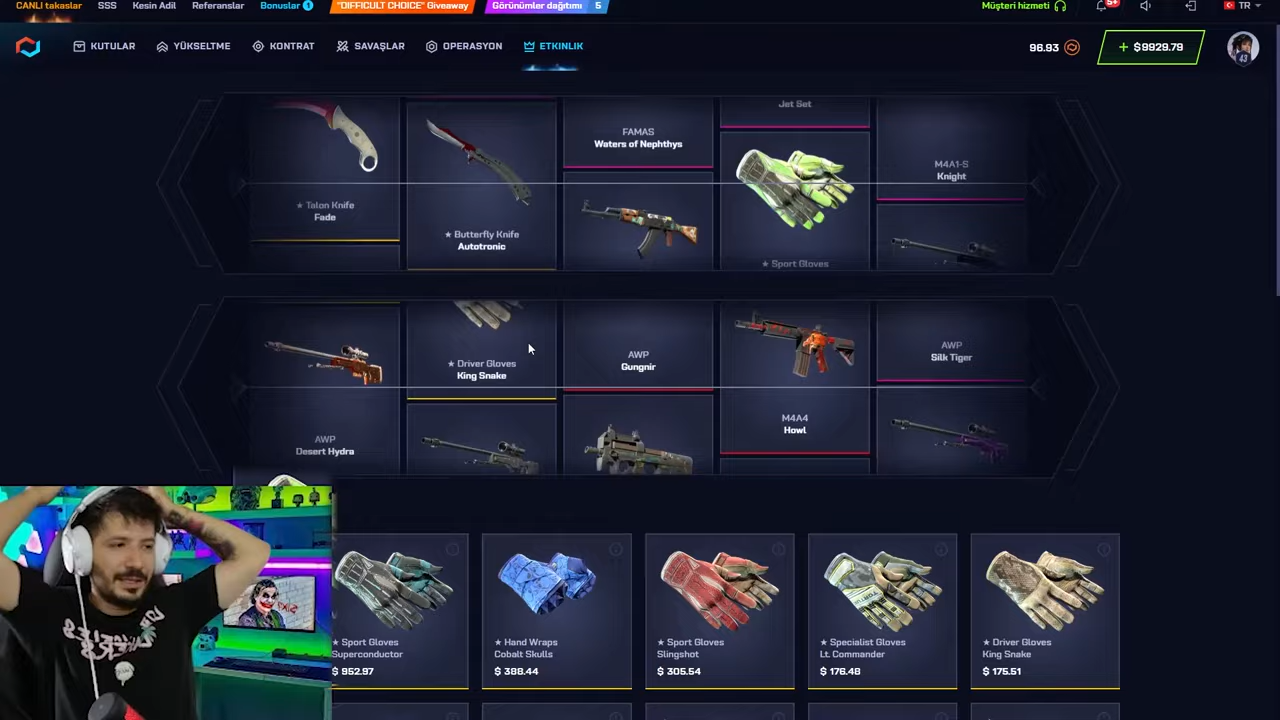 CANLI takaslar
SSS
Kesin Adil
Referanslar
Bonuslar 1
"DIFFICULT CHOICE" Giveaway
Görünümler dağıtımı 5
Müşteri hizmeti
5+
TR
KUTULAR
YÜKSELTME
KONTRAT
SAVAŞLAR
OPERASYON
ETKINLIK
96.93
+ $9929.79
43
★ Talon Knife
Fade
★ Butterfly Knife
Autotronic
FAMAS
Waters of Nephthys
Jet Set
★ Sport Gloves
M4A1-S
Knight
AWP
Desert Hydra
★ Driver Gloves
King Snake
AWP
Gungnir
M4A4
Howl
AWP
Silk Tiger
★ Sport Gloves
Superconductor
$ 952.97
★ Hand Wraps
Cobalt Skulls
$ 388.44
★ Sport Gloves
Slingshot
$ 305.54
★ Specialist Gloves
Lt. Commander
$ 176.48
★ Driver Gloves
King Snake
$ 175.51